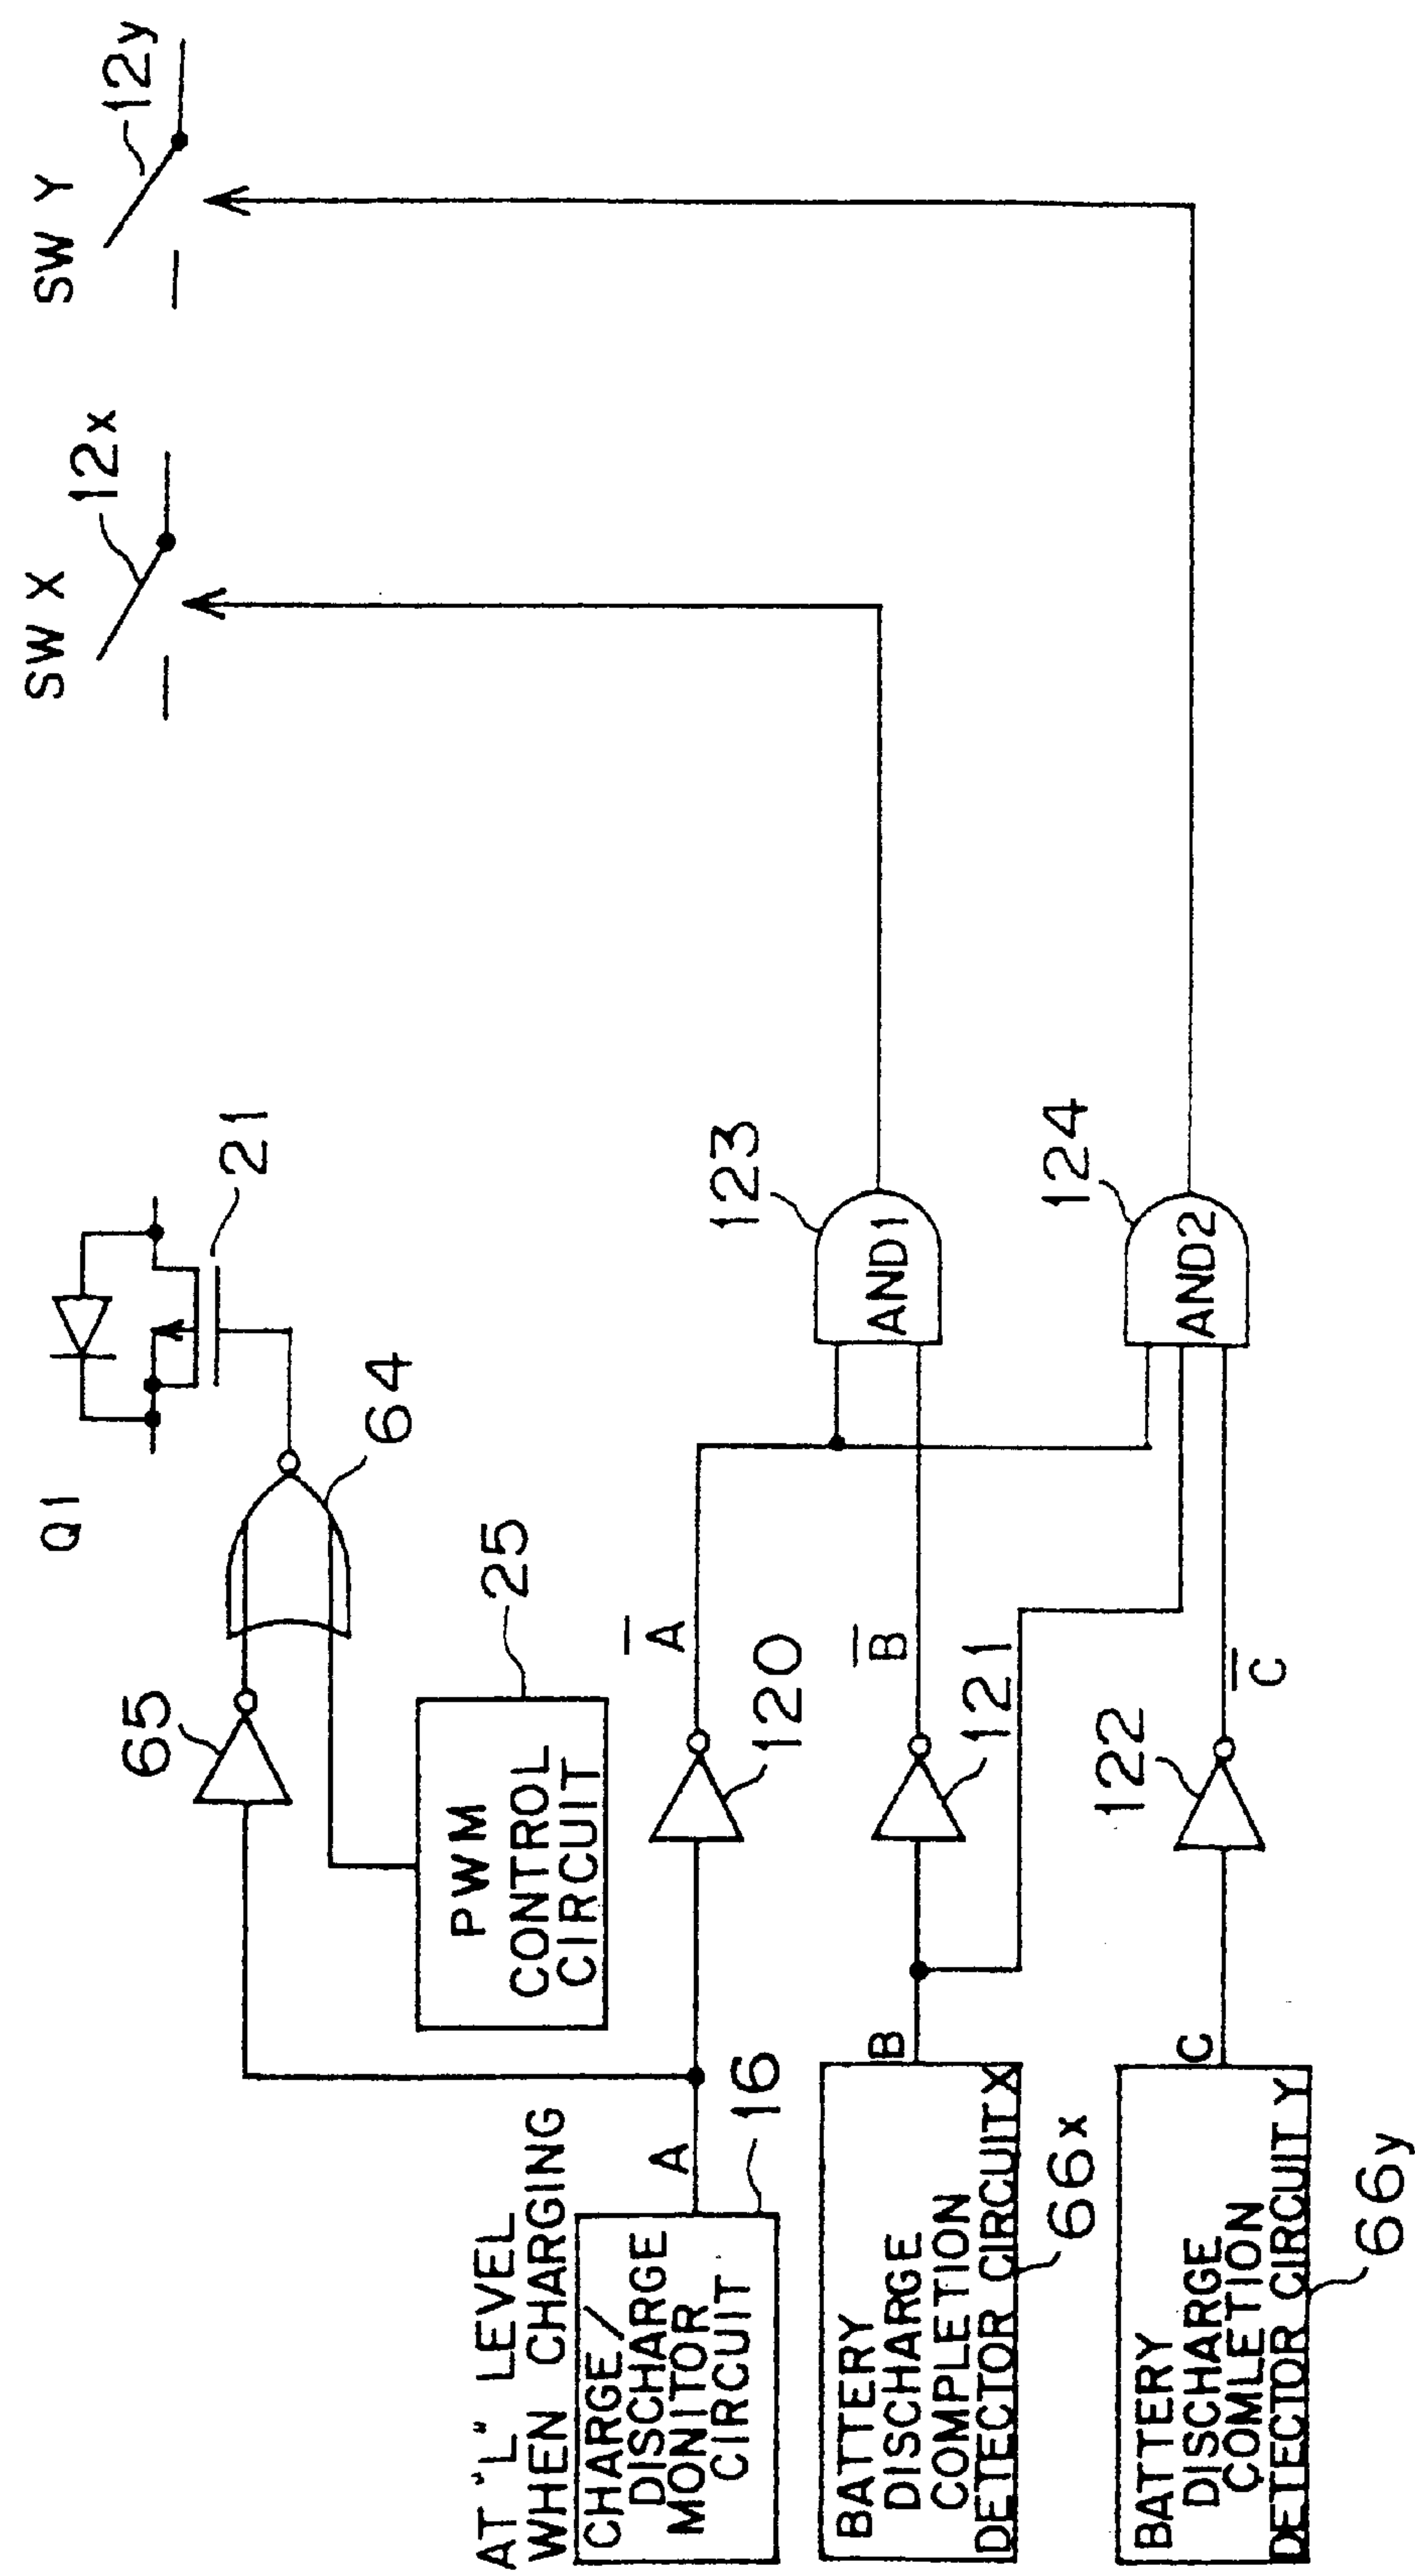 SW X
12x
SW Y
12y
Q1
21
65
64
PWM
CONTROL
CIRCUIT
25
AT "L" LEVEL
WHEN CHARGING
CHARGE/
DISCHARGE
MONITOR
CIRCUIT
16
A
A̅
120
BATTERY
DISCHARGE
COMPLETION
DETECTOR CIRCUIT X
66x
B
B̅
121
AND1
123
BATTERY
DISCHARGE
COMLETION
DETECTOR CIRCUIT Y
66y
C
122
C̅
AND2
124